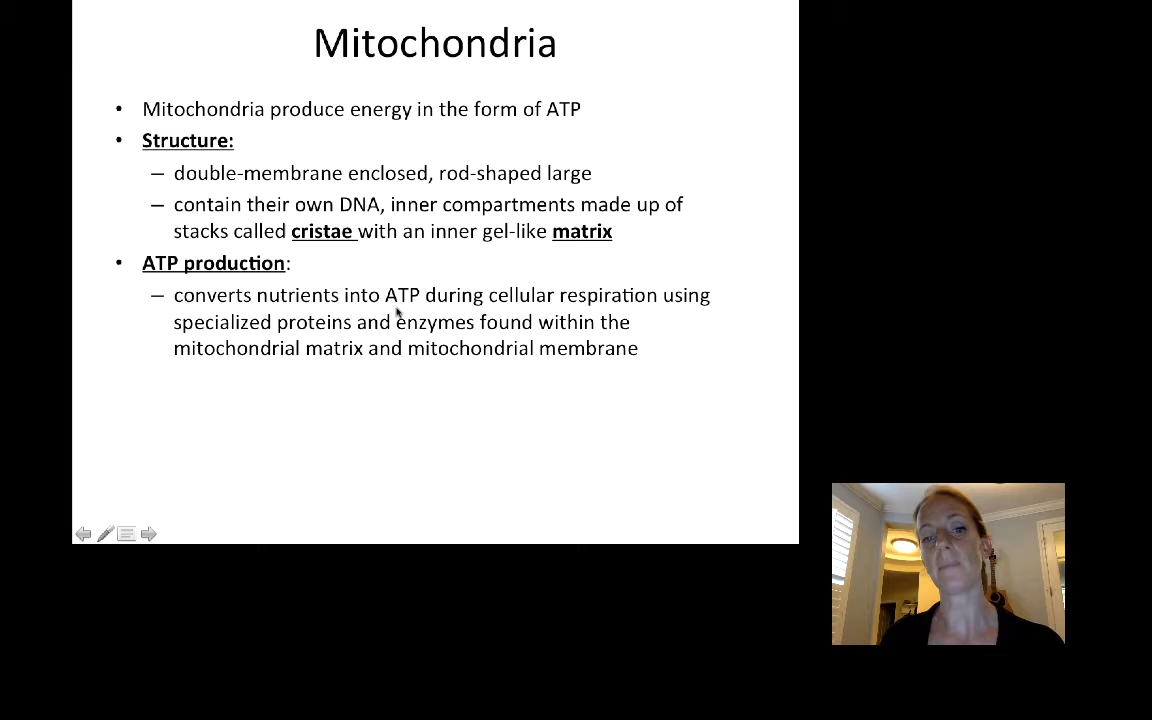 Mitochondria
• Mitochondria produce energy in the form of ATP
• Structure:
– double-membrane enclosed, rod-shaped large
– contain their own DNA, inner compartments made up of
stacks called cristae with an inner gel-like matrix
• ATP production:
– converts nutrients into ATP during cellular respiration using
specialized proteins and enzymes found within the
mitochondrial matrix and mitochondrial membrane